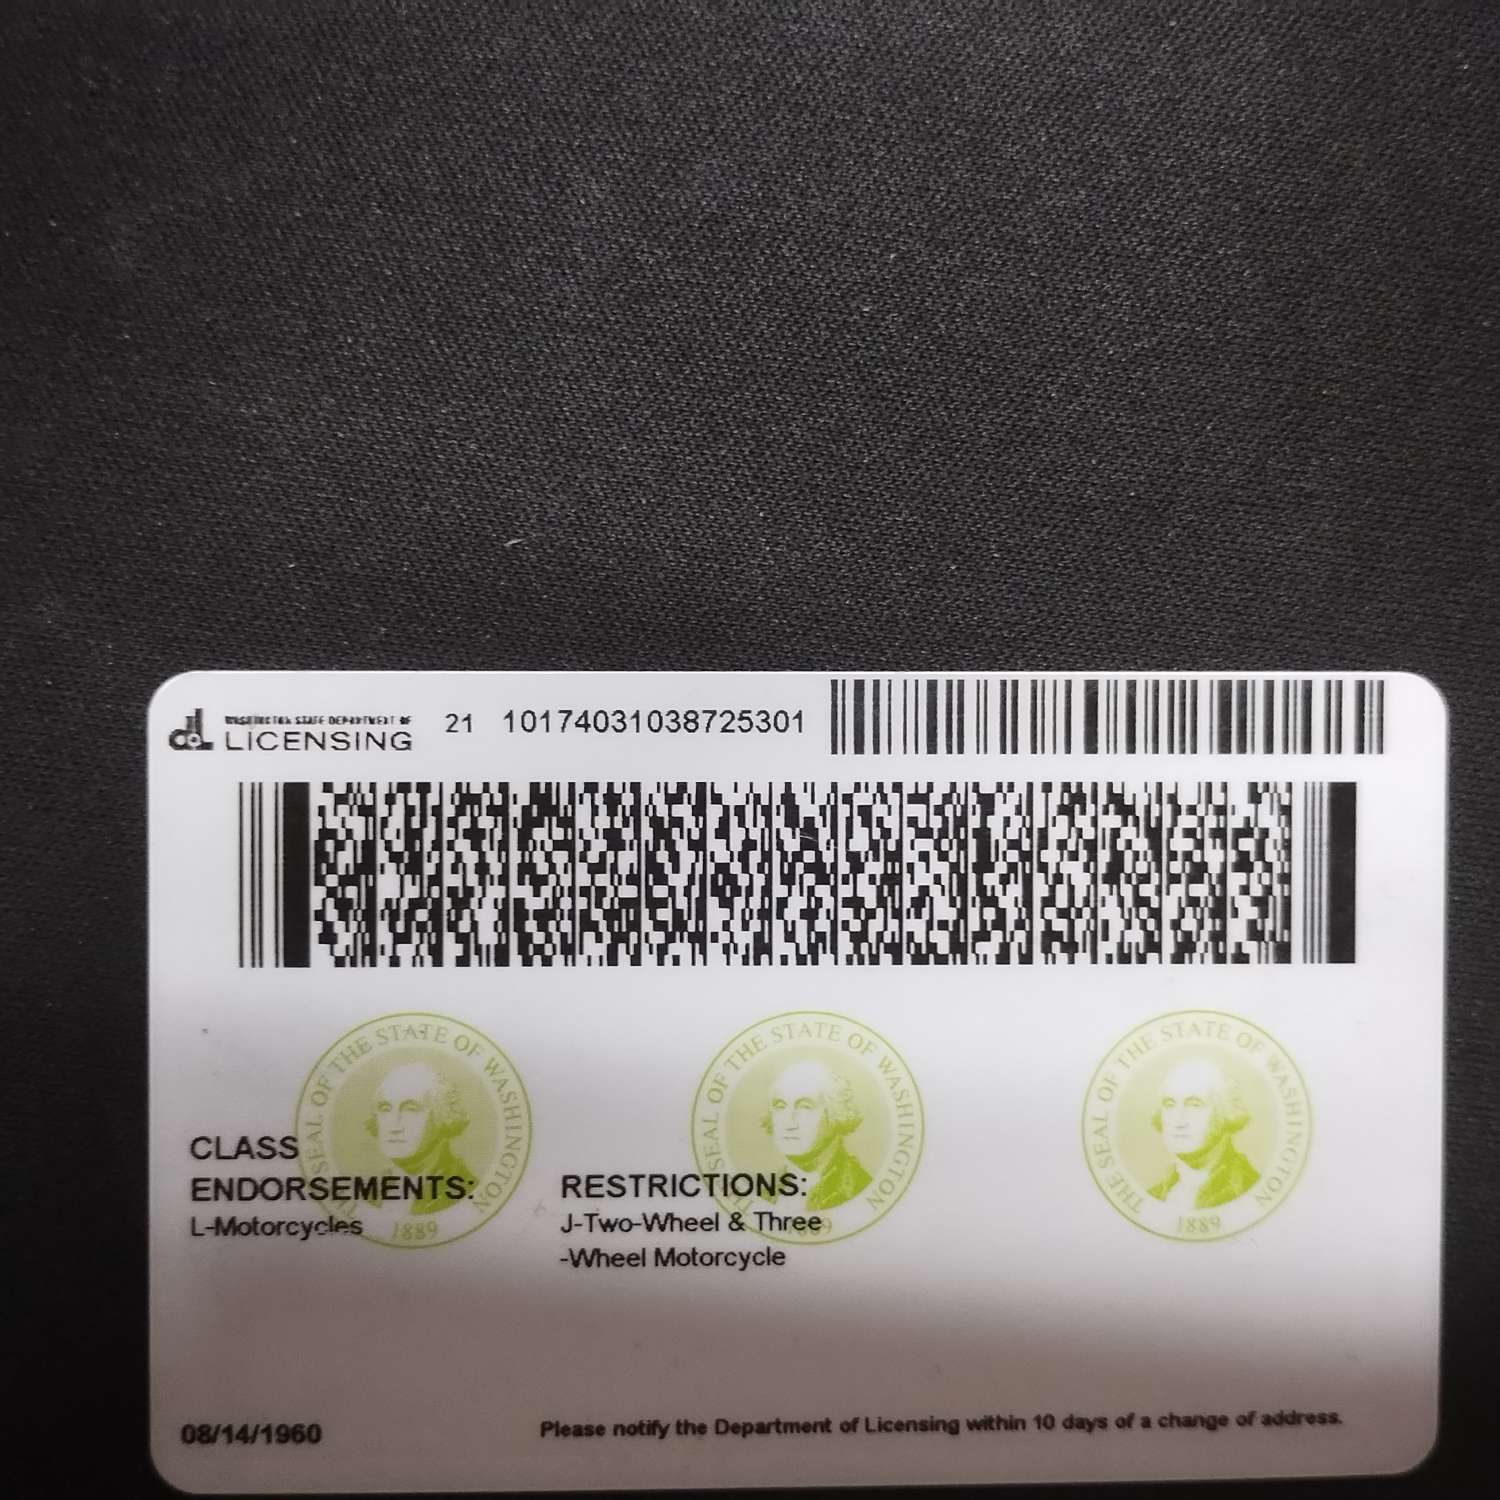 WASHINGTON STATE DEPARTMENT OF
LICENSING
21 10174031038725301
THE SEAL OF THE STATE OF WASHINGTON
1889
THE SEAL OF THE STATE OF WASHINGTON
1889
THE SEAL OF THE STATE OF WASHINGTON
1889
CLASS
ENDORSEMENTS:
L-Motorcycles
RESTRICTIONS:
J-Two-Wheel & Three
-Wheel Motorcycle
08/14/1960
Please notify the Department of Licensing within 10 days of a change of address.